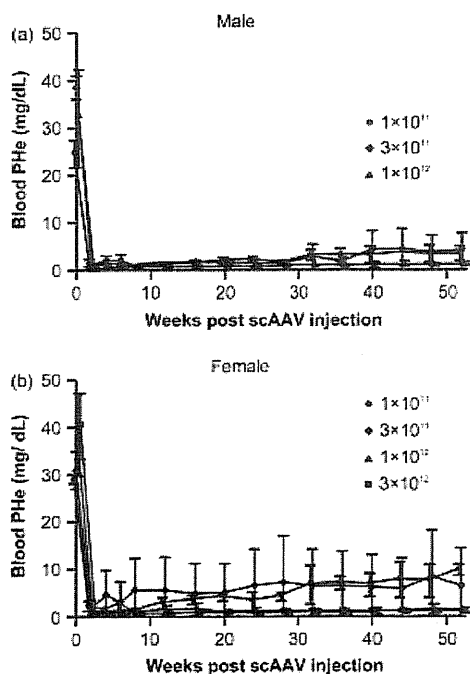 (a) Male
Blood PHe (mg/dL)
50
40
30
20
10
0
1×10¹¹
3×10¹¹
1×10¹²
0 10 20 30 40 50
Weeks post scAAV injection
(b) Female
Blood PHe (mg/ dL)
50
40
30
20
10
0
1×10¹¹
3×10¹¹
1×10¹²
3×10¹²
0 10 20 30 40 50
Weeks post scAAV injection